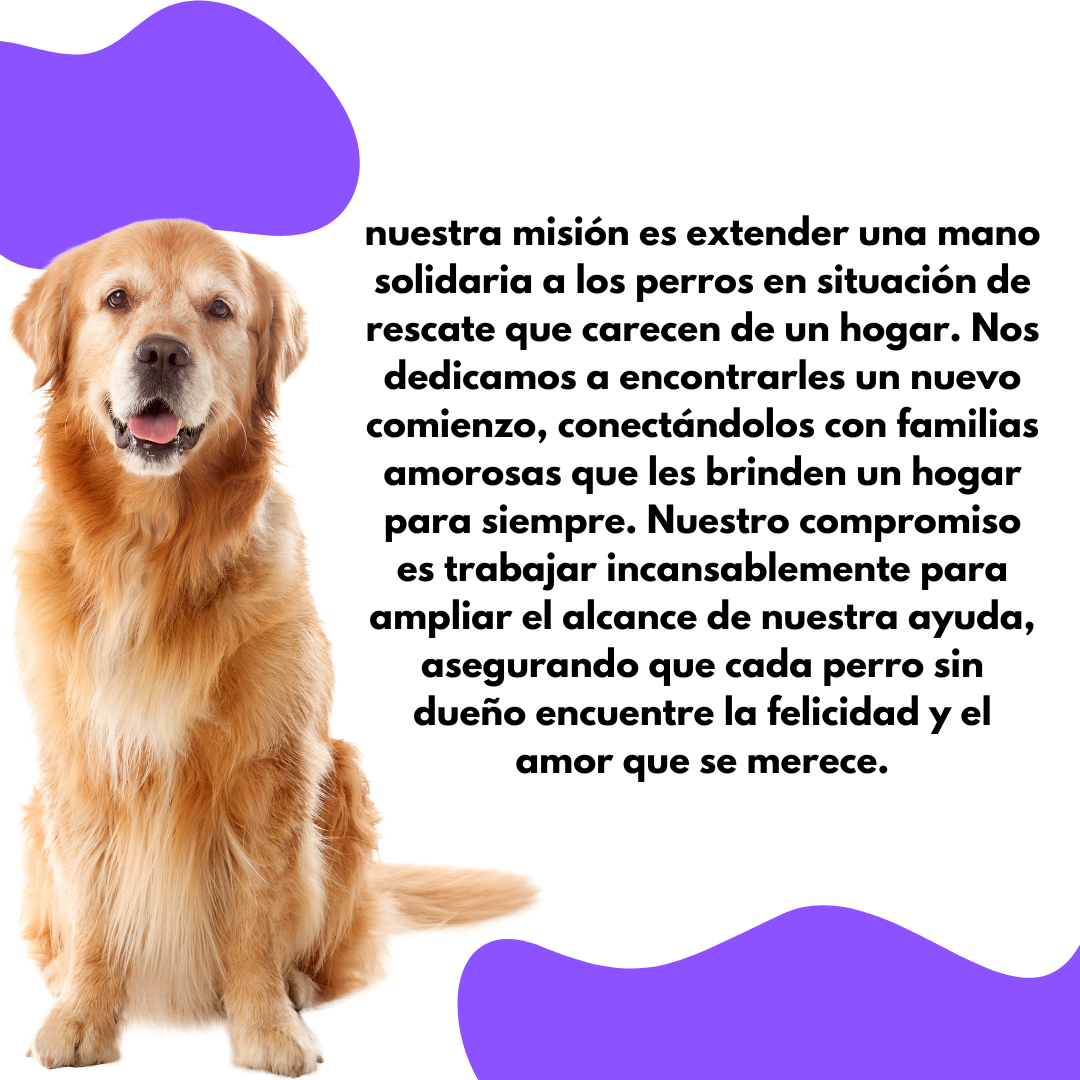 nuestra misión es extender una mano
solidaria a los perros en situación de
rescate que carecen de un hogar. Nos
dedicamos a encontrarles un nuevo
comienzo, conectándolos con familias
amorosas que les brinden un hogar
para siempre. Nuestro compromiso
es trabajar incansablemente para
ampliar el alcance de nuestra ayuda,
asegurando que cada perro sin
dueño encuentre la felicidad y el
amor que se merece.